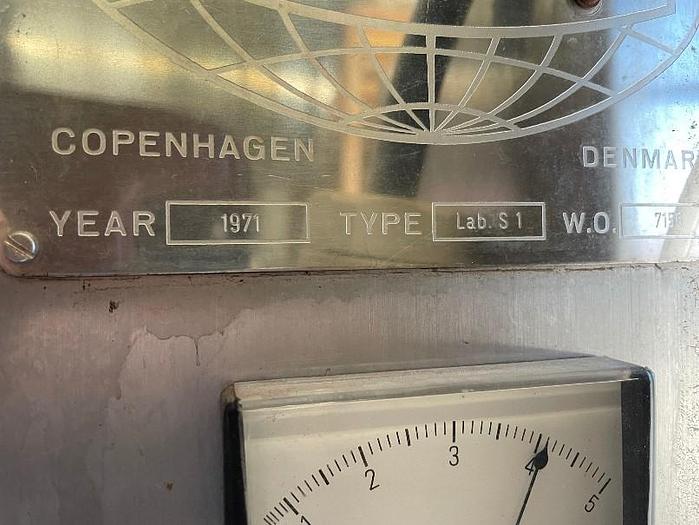 COPENHAGEN DENMAR
YEAR 1971 TYPE Lab. S 1 W.O.
1 2 3 4 5